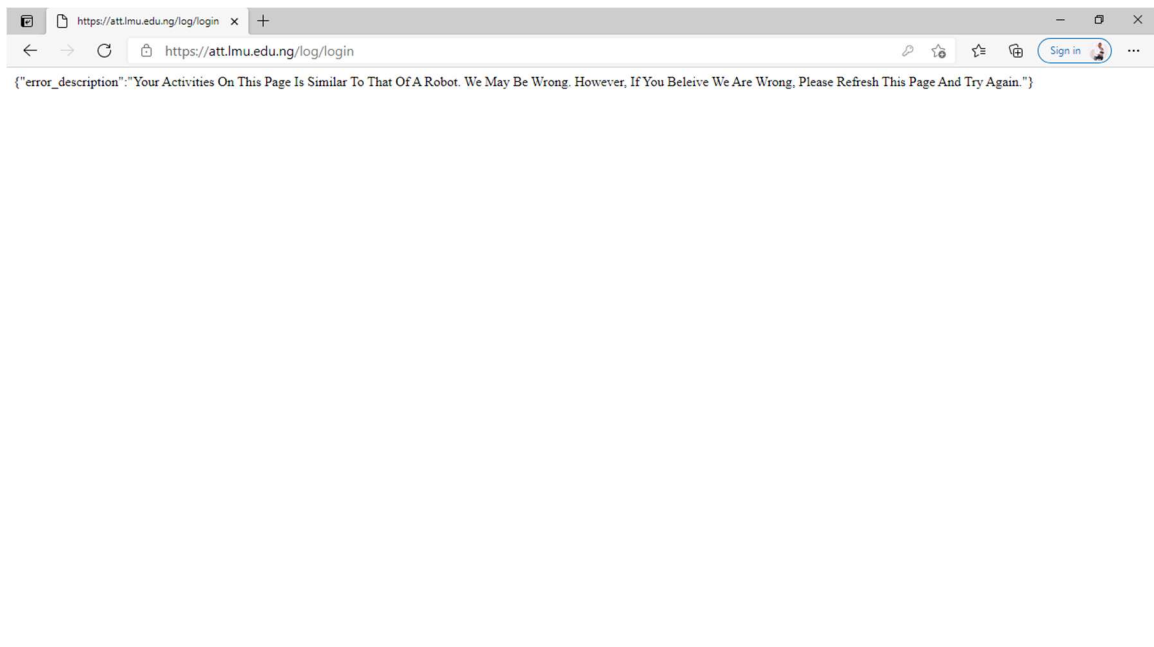 https://att.lmu.edu.ng/log/login
https://att.lmu.edu.ng/log/login
Sign in
{"error_description":"Your Activities On This Page Is Similar To That Of A Robot. We May Be Wrong. However, If You Beleive We Are Wrong, Please Refresh This Page And Try Again."}